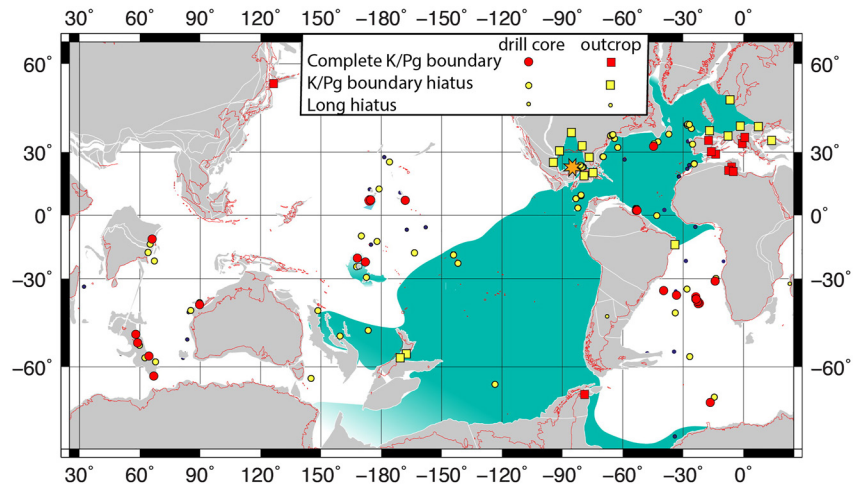 30° 60° 90° 120° 150° −180° −150° −120° −90° −60° −30° 0°
drill core outcrop
Complete K/Pg boundary
K/Pg boundary hiatus
Long hiatus
60° 60°
30° 30°
0° 0°
−30° −30°
−60° −60°
30° 60° 90° 120° 150° −180° −150° −120° −90° −60° −30° 0°